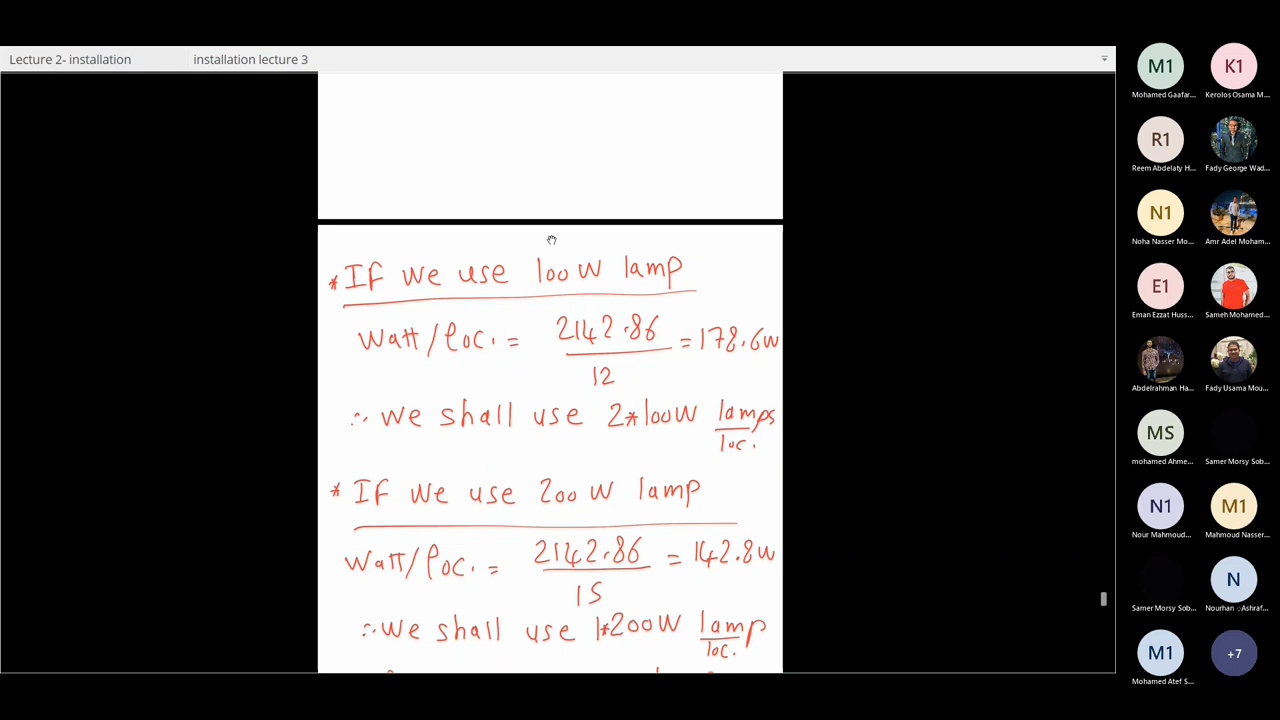 Lecture 2- installation
installation lecture 3
* If we use 100W lamp
Watt/Loc. = 2142.86 / 12 = 178.6W
∴ we shall use 2*100W lamps/loc.
* If we use 200W lamp
Watt/Loc. = 2142.86 / 15 = 142.8W
∴ we shall use 1*200W lamp/loc.
M1
K1
Mohamed Gaafar...
Kerolos Osama M...
R1
Reem Abdelaty H...
Fady George Wad...
N1
Noha Nasser Mo...
Amr Adel Moham...
E1
Eman Ezzat Huss...
Sameh Mohamed...
Abdelrahman Ha...
Fady Usama Mou...
MS
mohamed Ahme...
Samer Morsy Sob...
N1
M1
Nour Mahmoud...
Mahmoud Nasser...
N
Samer Morsy Sob...
Nourhan ♡Ashraf...
M1
+7
Mohamed Atef S...